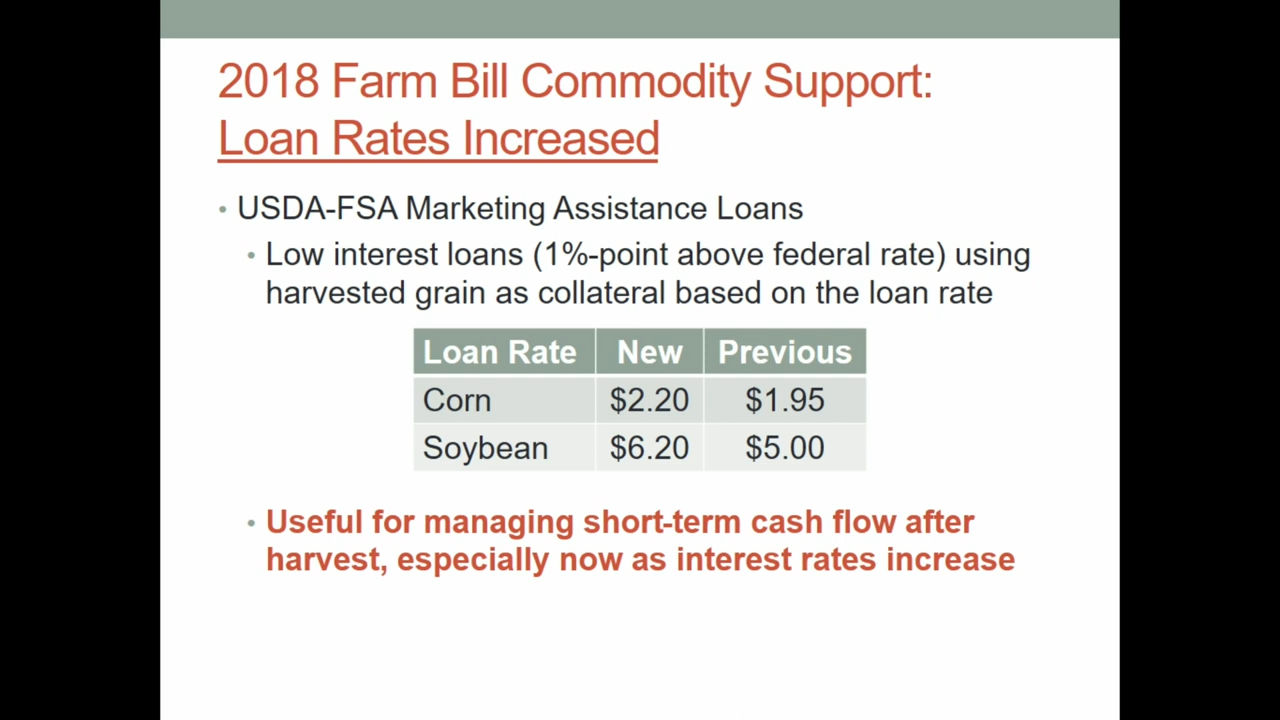 2018 Farm Bill Commodity Support:
Loan Rates Increased
• USDA-FSA Marketing Assistance Loans
• Low interest loans (1%-point above federal rate) using
harvested grain as collateral based on the loan rate
Loan Rate New Previous
Corn $2.20 $1.95
Soybean $6.20 $5.00
• Useful for managing short-term cash flow after
harvest, especially now as interest rates increase